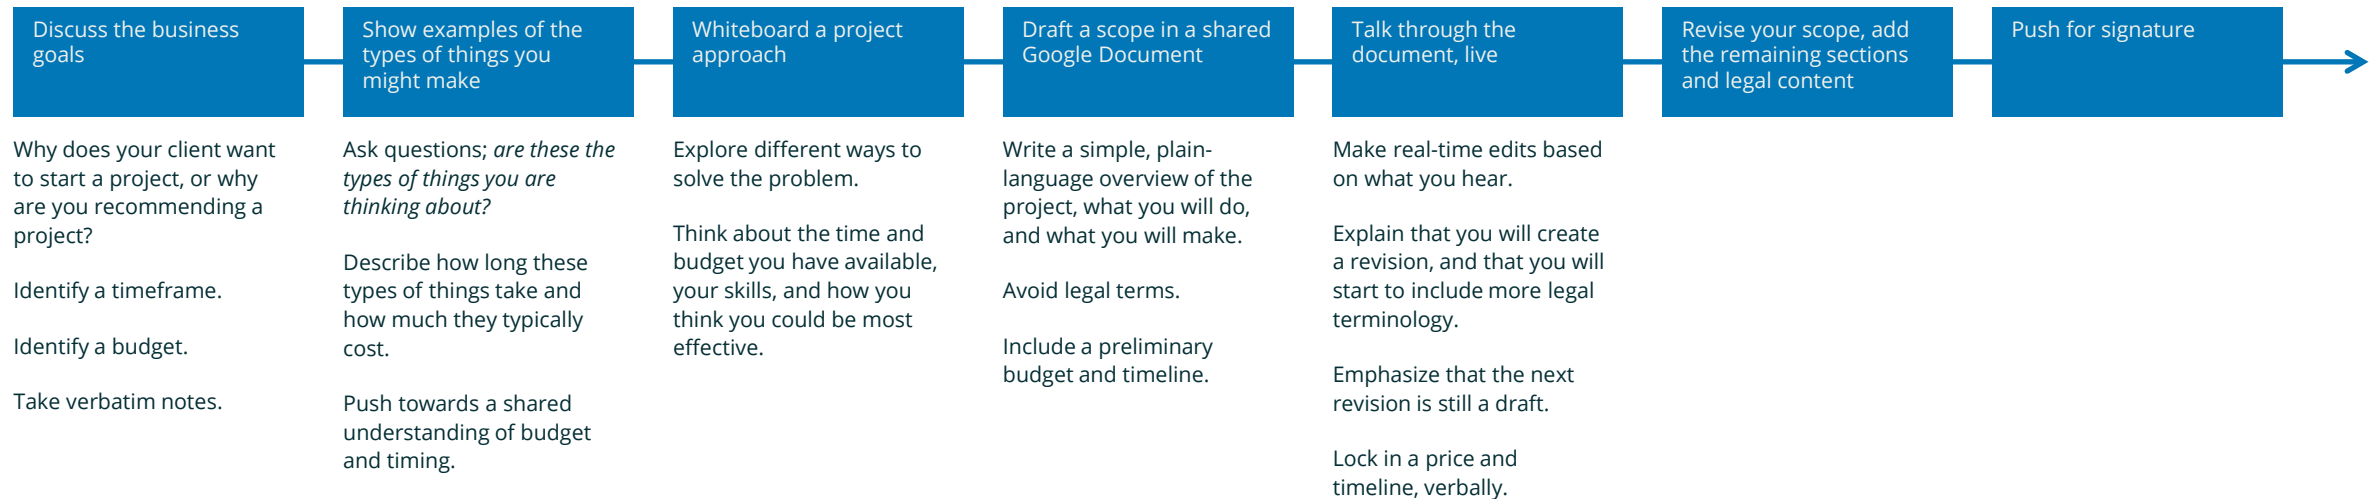 Discuss the business
goals
Show examples of the
types of things you
might make
Whiteboard a project
approach
Draft a scope in a shared
Google Document
Talk through the
document, live
Revise your scope, add
the remaining sections
and legal content
Push for signature
Why does your client want
to start a project, or why
are you recommending a
project?
Identify a timeframe.
Identify a budget.
Take verbatim notes.
Ask questions; are these the
types of things you are
thinking about?
Describe how long these
types of things take and
how much they typically
cost.
Push towards a shared
understanding of budget
and timing.
Explore different ways to
solve the problem.
Think about the time and
budget you have available,
your skills, and how you
think you could be most
effective.
Write a simple, plain-
language overview of the
project, what you will do,
and what you will make.
Avoid legal terms.
Include a preliminary
budget and timeline.
Make real-time edits based
on what you hear.
Explain that you will create
a revision, and that you will
start to include more legal
terminology.
Emphasize that the next
revision is still a draft.
Lock in a price and
timeline, verbally.